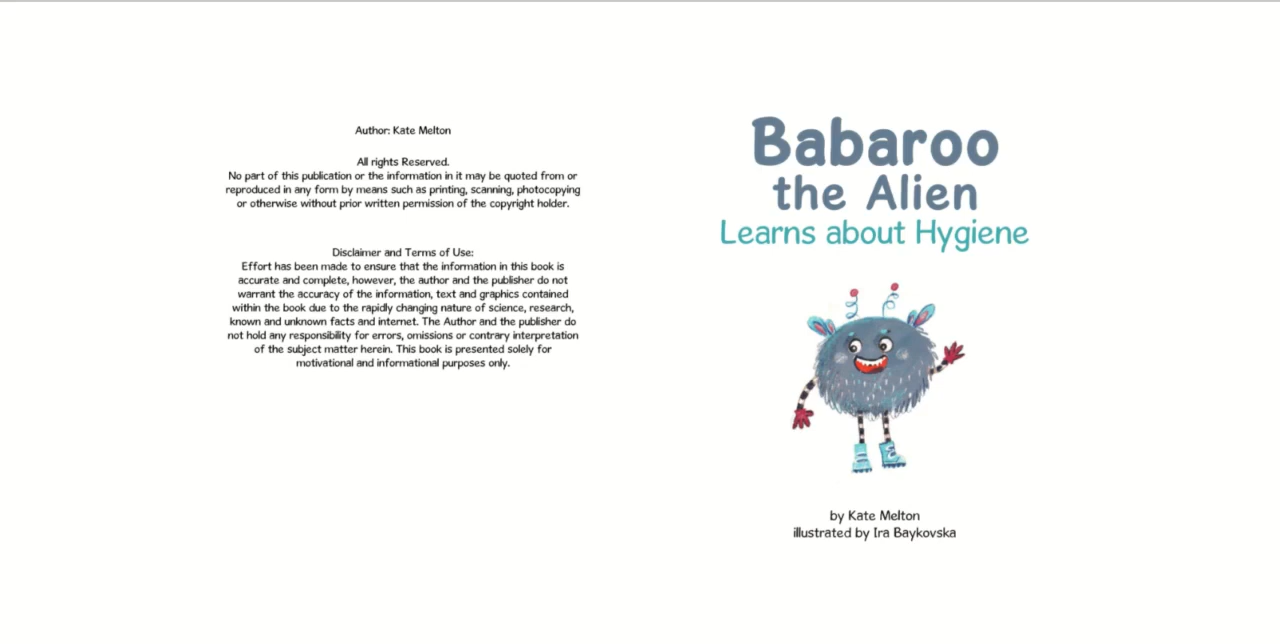 Author: Kate Melton
All rights Reserved.
No part of this publication or the information in it may be quoted from or
reproduced in any form by means such as printing, scanning, photocopying
or otherwise without prior written permission of the copyright holder.
Disclaimer and Terms of Use:
Effort has been made to ensure that the information in this book is
accurate and complete, however, the author and the publisher do not
warrant the accuracy of the information, text and graphics contained
within the book due to the rapidly changing nature of science, research,
known and unknown facts and internet. The Author and the publisher do
not hold any responsibility for errors, omissions or contrary interpretation
of the subject matter herein. This book is presented solely for
motivational and informational purposes only.
Babaroo
the Alien
Learns about Hygiene
by Kate Melton
illustrated by Ira Baykovska